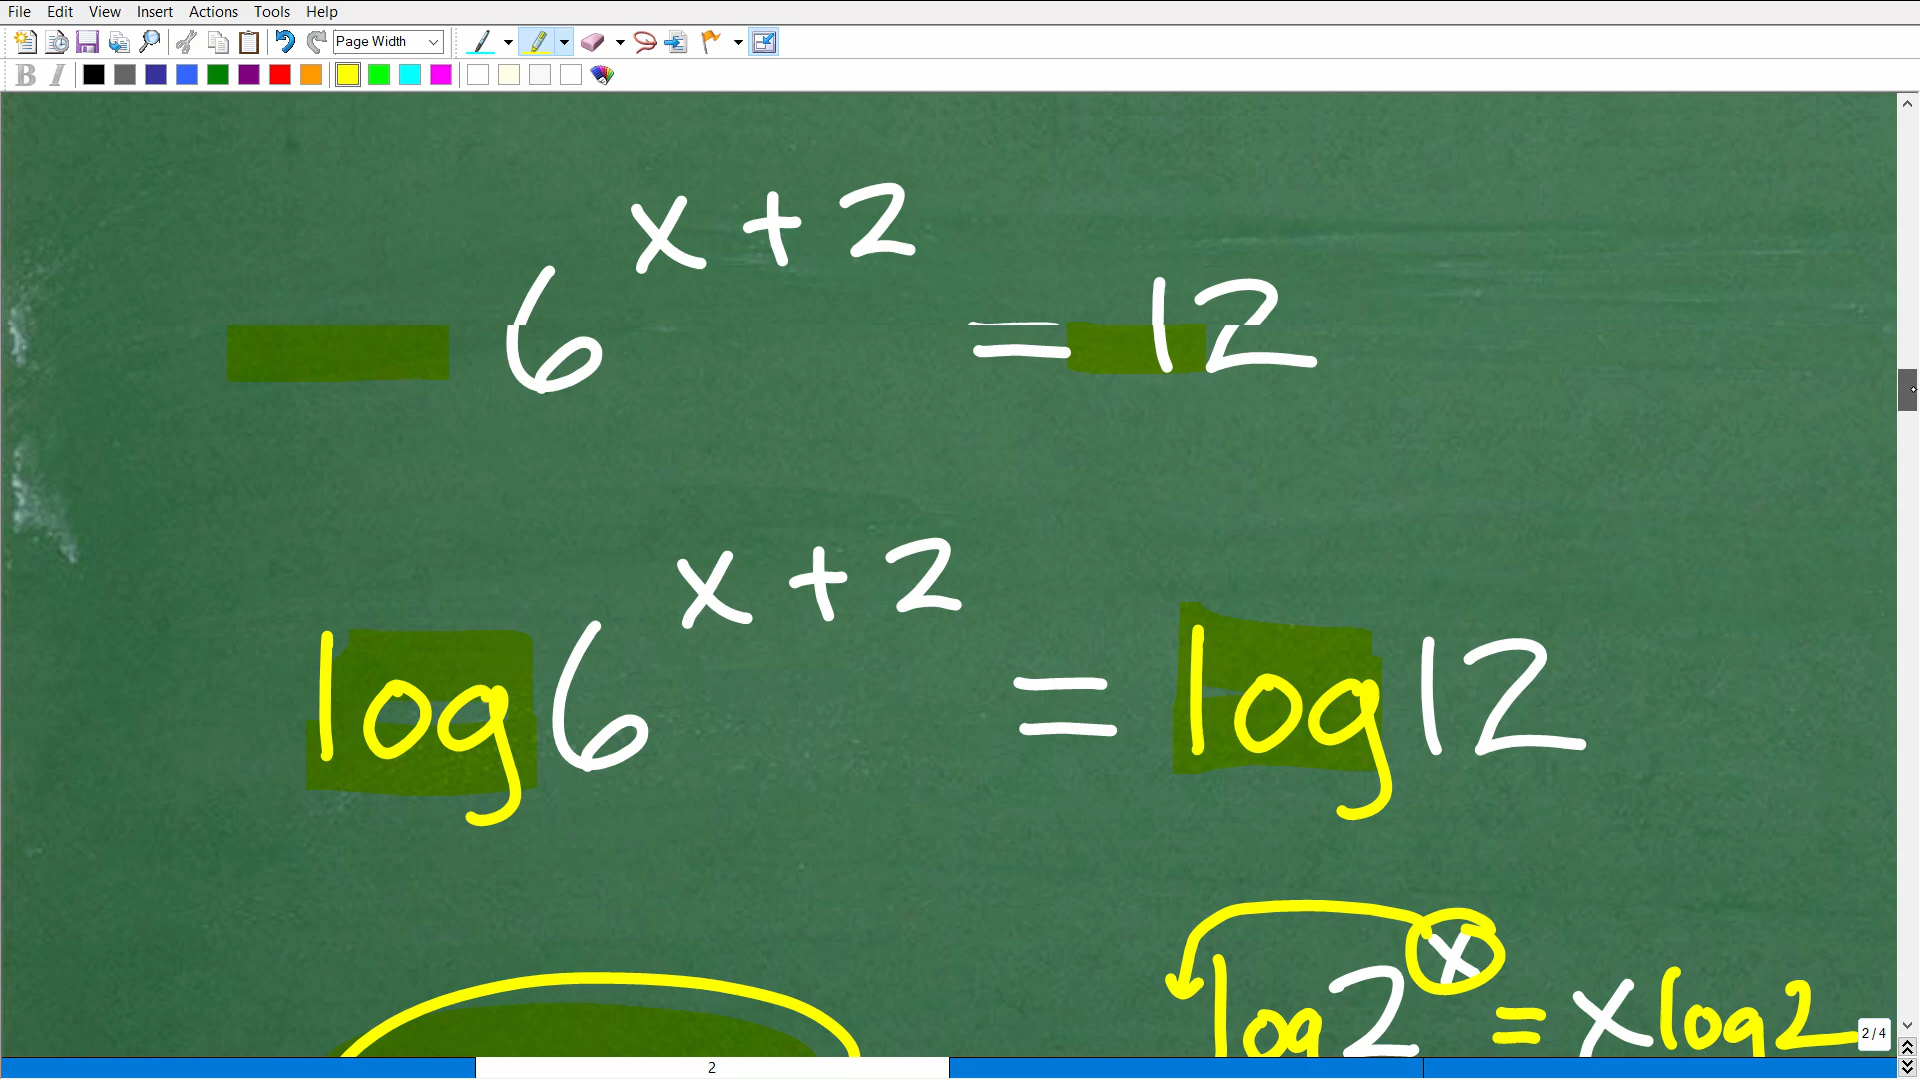 File Edit View Insert Actions Tools Help
Page Width
B I
6^{x+2} = 12
log 6^{x+2} = log 12
log 2^x = x log 2
2 / 4
2